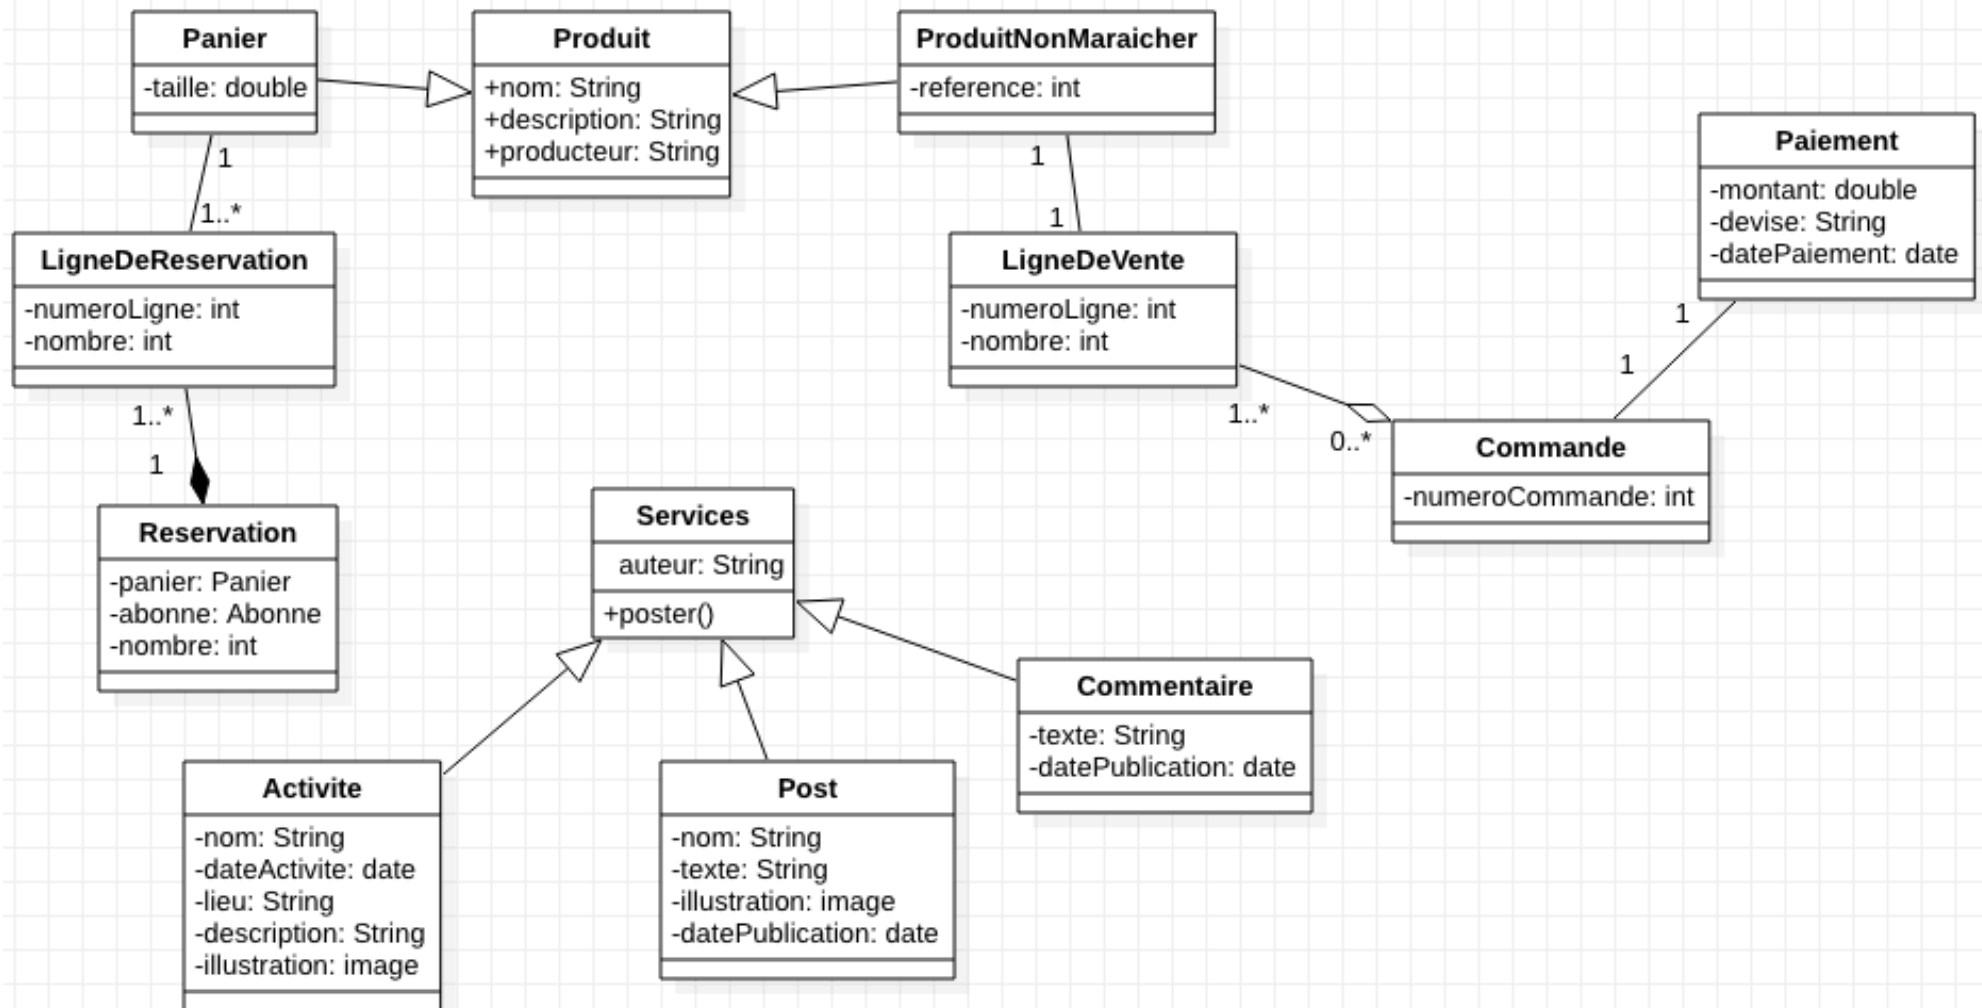 Panier
-taille: double
Produit
+nom: String
+description: String
+producteur: String
ProduitNonMaraicher
-reference: int
Paiement
-montant: double
-devise: String
-datePaiement: date
1
1..*
1
1
LigneDeReservation
-numeroLigne: int
-nombre: int
LigneDeVente
-numeroLigne: int
-nombre: int
1
1
1..*
0..*
1..*
1
Commande
-numeroCommande: int
Reservation
-panier: Panier
-abonne: Abonne
-nombre: int
Services
auteur: String
+poster()
Commentaire
-texte: String
-datePublication: date
Activite
-nom: String
-dateActivite: date
-lieu: String
-description: String
-illustration: image
Post
-nom: String
-texte: String
-illustration: image
-datePublication: date